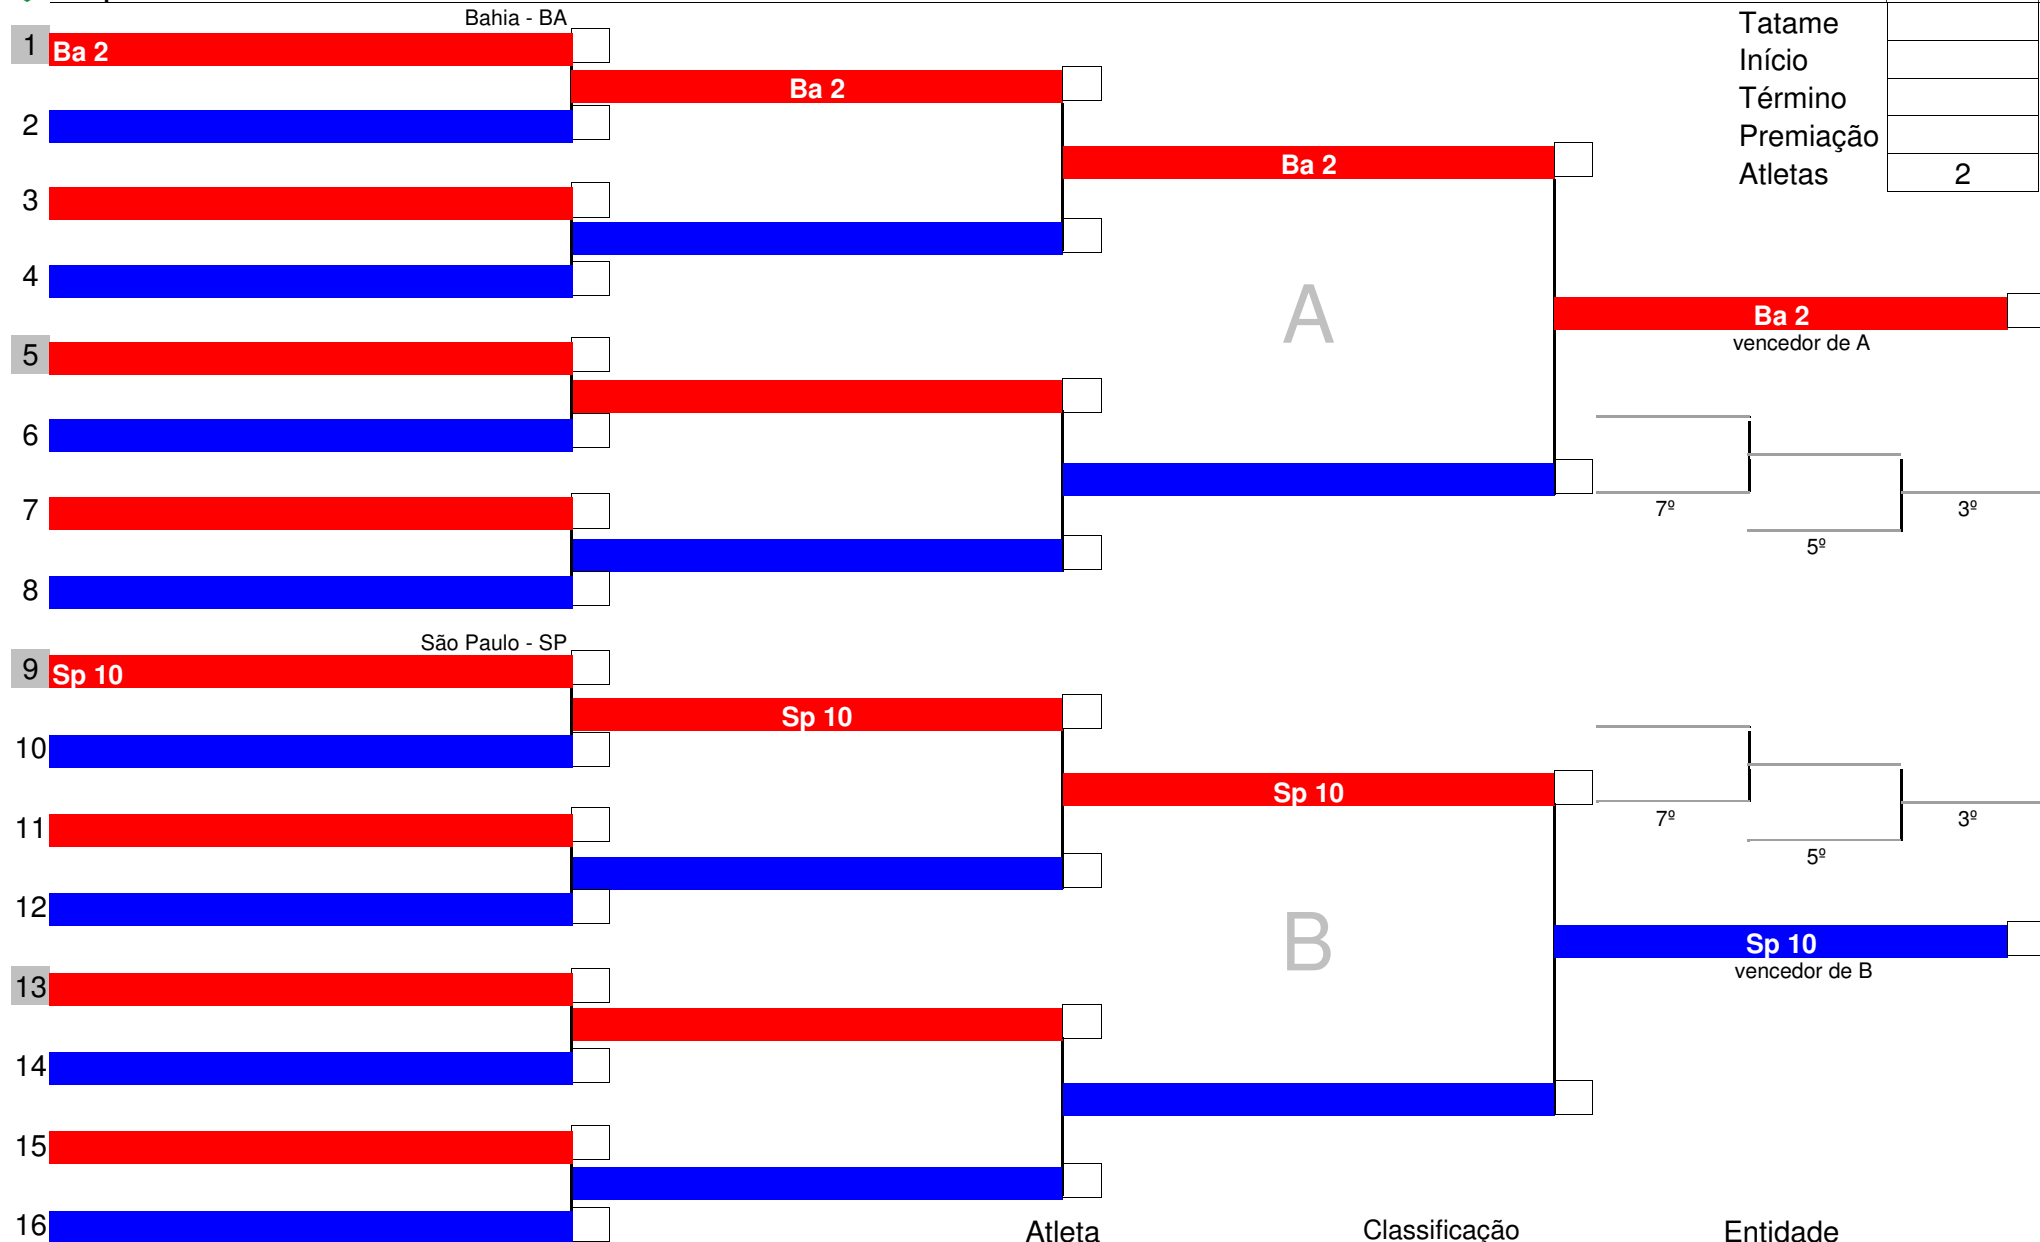 Bahia - BA
Tatame
1 Ba 2
Início
Ba 2
Término
2
Premiação
Ba 2
Atletas 2
3
4
A
Ba 2
vencedor de A
5
6
7
7º 3º
5º
8
São Paulo - SP
9 Sp 10
Sp 10
10
Sp 10
11
7º 3º
5º
12
B
Sp 10
vencedor de B
13
14
15
16
Atleta Classificação Entidade